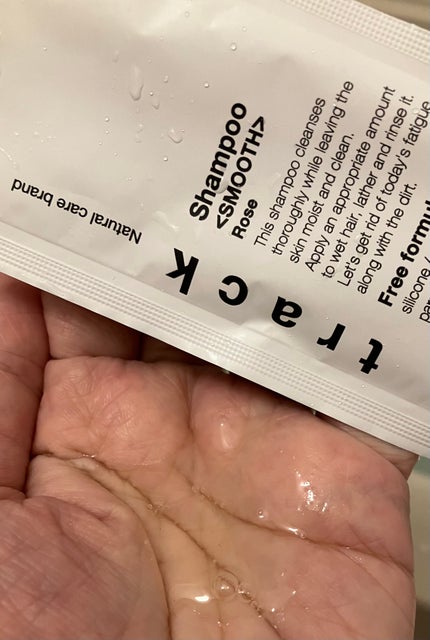 Shampoo
<SMOOTH>
Rose
This shampoo cleanses
thoroughly while leaving the
skin moist and clean.
Apply an appropriate amount
to wet hair, lather and rinse it.
Let's get rid of today's fatigue
along with the dirt.
Free formul
silicone /
par
track
Natural care brand